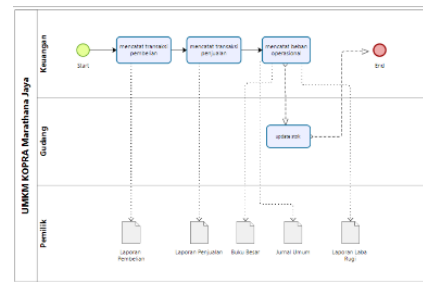 UMKM KOPRA Marathana Jaya
Keuangan
mencatat transaksi
pembelian
mencatat transaksi
penjualan
mencatat beban
operasional
Start
End
Gudang
update stok
Pemilik
Laporan
Pembelian
Laporan Penjualan
Buku Besar
Jurnal Umum
Laporan Laba
Rugi